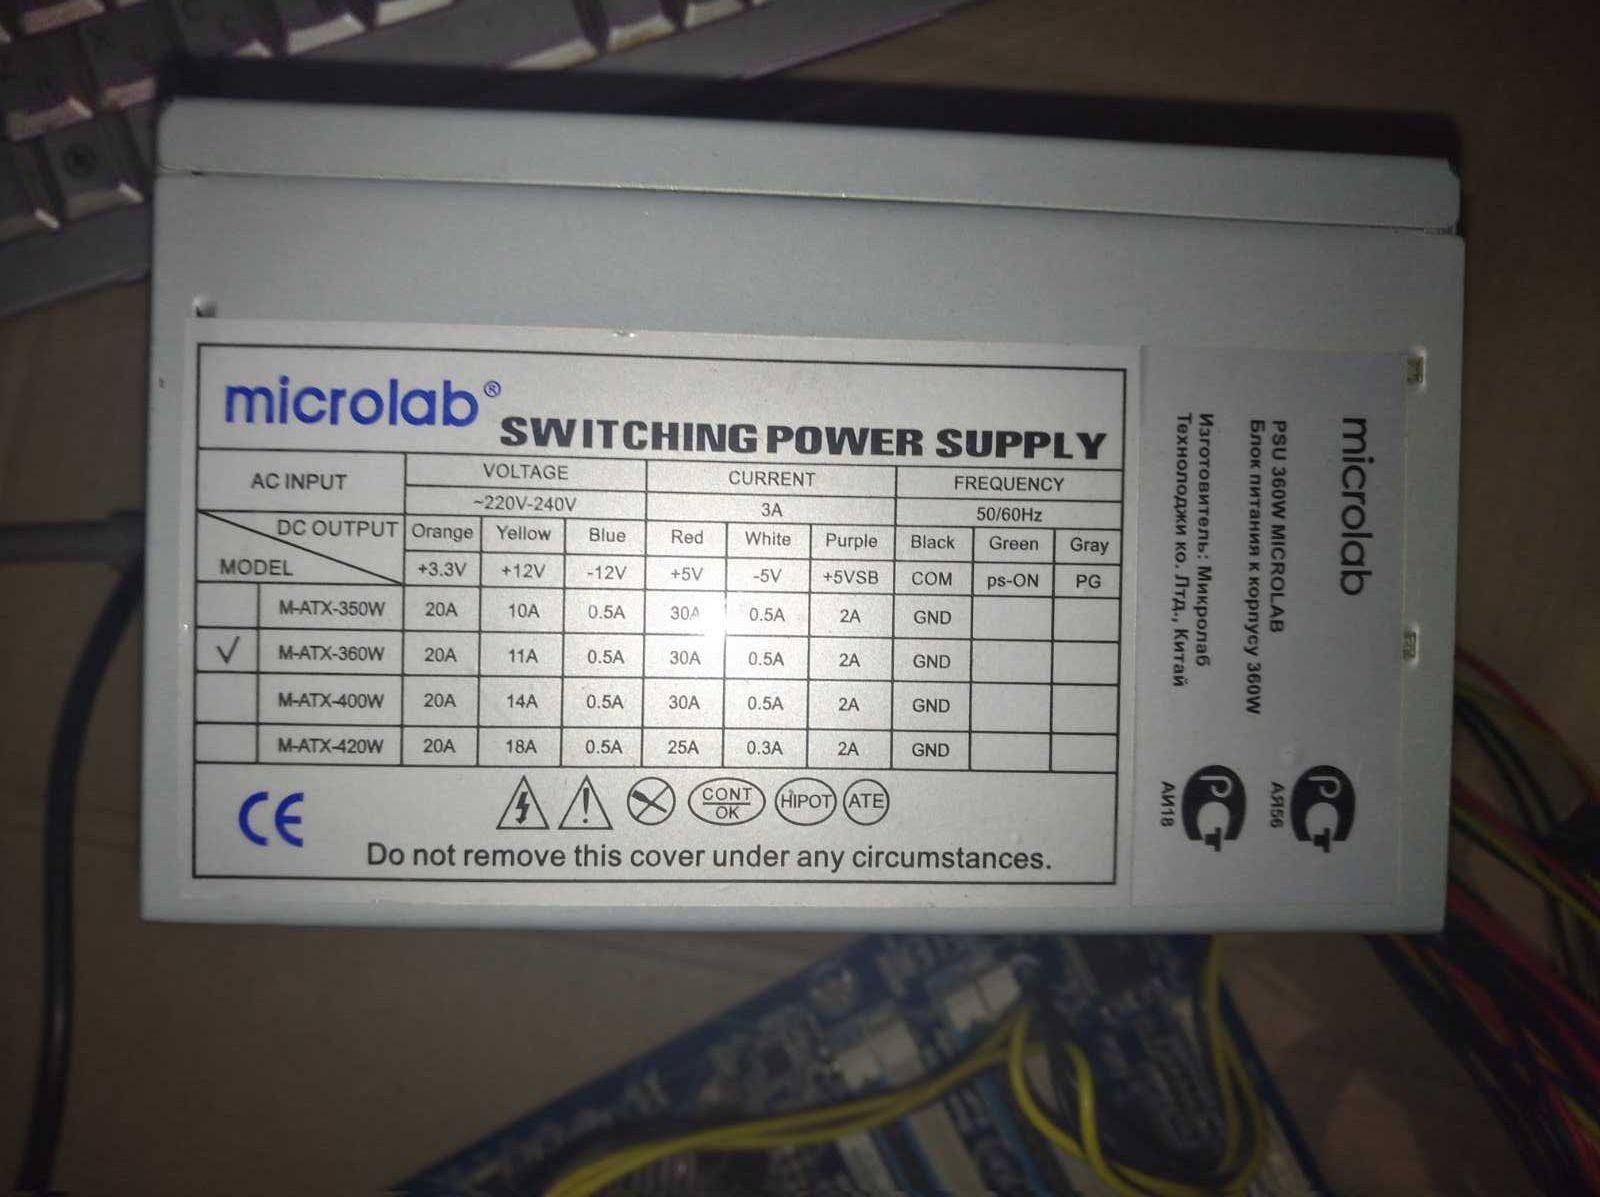 microlab®
SWITCHING POWER SUPPLY
AC INPUT VOLTAGE CURRENT FREQUENCY
~220V-240V 3A 50/60Hz
DC OUTPUT Orange Yellow Blue Red White Purple Black Green Gray
MODEL +3.3V +12V -12V +5V -5V +5VSB COM ps-ON PG
M-ATX-350W 20A 10A 0.5A 30A 0.5A 2A GND
√ M-ATX-360W 20A 11A 0.5A 30A 0.5A 2A GND
M-ATX-400W 20A 14A 0.5A 30A 0.5A 2A GND
M-ATX-420W 20A 18A 0.5A 25A 0.3A 2A GND
CE
CONT
OK
HIPOT
ATE
Do not remove this cover under any circumstances.
microlab
PSU 360W MICROLAB
Блок питания к корпусу 360W
Изготовитель: Микролаб
Технолоджи ко. Лтд., Китай
РСТ
АЯ56
РСТ
АИ18